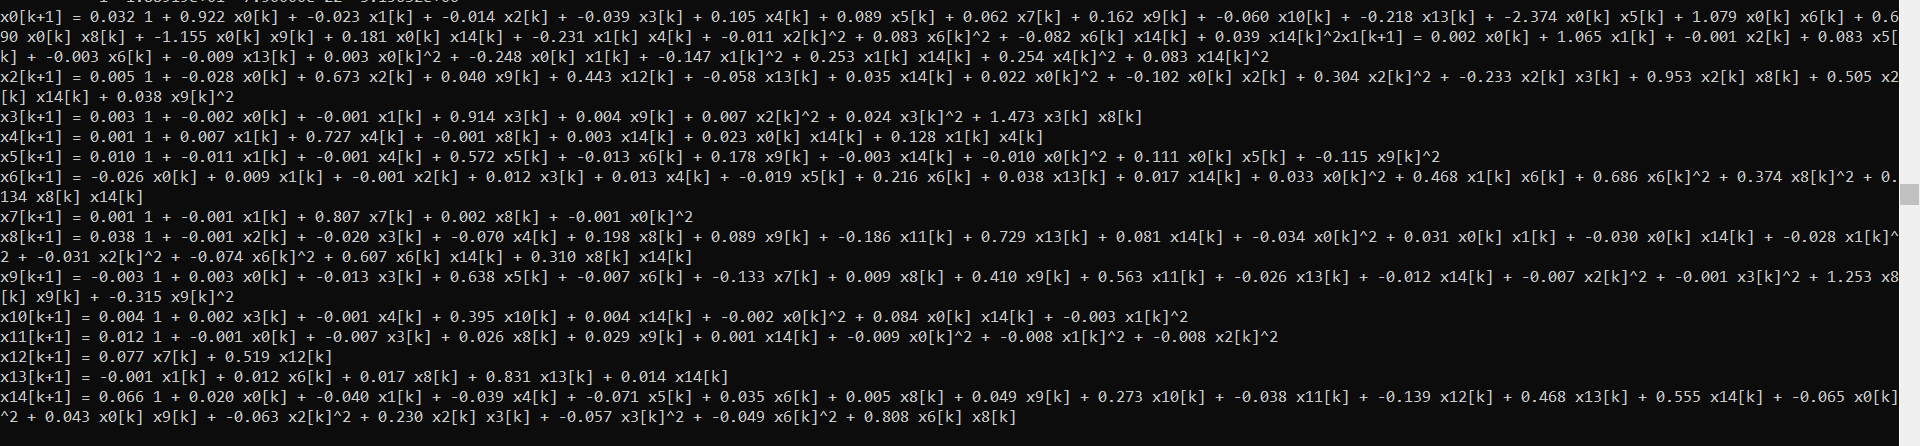 x0[k+1] = 0.032 1 + 0.922 x0[k] + -0.023 x1[k] + -0.014 x2[k] + -0.039 x3[k] + 0.105 x4[k] + 0.089 x5[k] + 0.062 x7[k] + 0.162 x9[k] + -0.060 x10[k] + -0.218 x13[k] + -2.374 x0[k] x5[k] + 1.079 x0[k] x6[k] + 0.6
90 x0[k] x8[k] + -1.155 x0[k] x9[k] + 0.181 x0[k] x14[k] + -0.231 x1[k] x4[k] + -0.011 x2[k]^2 + 0.083 x6[k]^2 + -0.082 x6[k] x14[k] + 0.039 x14[k]^2x1[k+1] = 0.002 x0[k] + 1.065 x1[k] + -0.001 x2[k] + 0.083 x5[
k] + -0.003 x6[k] + -0.009 x13[k] + 0.003 x0[k]^2 + -0.248 x0[k] x1[k] + -0.147 x1[k]^2 + 0.253 x1[k] x14[k] + 0.254 x4[k]^2 + 0.083 x14[k]^2
x2[k+1] = 0.005 1 + -0.028 x0[k] + 0.673 x2[k] + 0.040 x9[k] + 0.443 x12[k] + -0.058 x13[k] + 0.035 x14[k] + 0.022 x0[k]^2 + -0.102 x0[k] x2[k] + 0.304 x2[k]^2 + -0.233 x2[k] x3[k] + 0.953 x2[k] x8[k] + 0.505 x2
[k] x14[k] + 0.038 x9[k]^2
x3[k+1] = 0.003 1 + -0.002 x0[k] + -0.001 x1[k] + 0.914 x3[k] + 0.004 x9[k] + 0.007 x2[k]^2 + 0.024 x3[k]^2 + 1.473 x3[k] x8[k]
x4[k+1] = 0.001 1 + 0.007 x1[k] + 0.727 x4[k] + -0.001 x8[k] + 0.003 x14[k] + 0.023 x0[k] x14[k] + 0.128 x1[k] x4[k]
x5[k+1] = 0.010 1 + -0.011 x1[k] + -0.001 x4[k] + 0.572 x5[k] + -0.013 x6[k] + 0.178 x9[k] + -0.003 x14[k] + -0.010 x0[k]^2 + 0.111 x0[k] x5[k] + -0.115 x9[k]^2
x6[k+1] = -0.026 x0[k] + 0.009 x1[k] + -0.001 x2[k] + 0.012 x3[k] + 0.013 x4[k] + -0.019 x5[k] + 0.216 x6[k] + 0.038 x13[k] + 0.017 x14[k] + 0.033 x0[k]^2 + 0.468 x1[k] x6[k] + 0.686 x6[k]^2 + 0.374 x8[k]^2 + 0.
134 x8[k] x14[k]
x7[k+1] = 0.001 1 + -0.001 x1[k] + 0.807 x7[k] + 0.002 x8[k] + -0.001 x0[k]^2
x8[k+1] = 0.038 1 + -0.001 x2[k] + -0.020 x3[k] + -0.070 x4[k] + 0.198 x8[k] + 0.089 x9[k] + -0.186 x11[k] + 0.729 x13[k] + 0.081 x14[k] + -0.034 x0[k]^2 + 0.031 x0[k] x1[k] + -0.030 x0[k] x14[k] + -0.028 x1[k]^
2 + -0.031 x2[k]^2 + -0.074 x6[k]^2 + 0.607 x6[k] x14[k] + 0.310 x8[k] x14[k]
x9[k+1] = -0.003 1 + 0.003 x0[k] + -0.013 x3[k] + 0.638 x5[k] + -0.007 x6[k] + -0.133 x7[k] + 0.009 x8[k] + 0.410 x9[k] + 0.563 x11[k] + -0.026 x13[k] + -0.012 x14[k] + -0.007 x2[k]^2 + -0.001 x3[k]^2 + 1.253 x8
[k] x9[k] + -0.315 x9[k]^2
x10[k+1] = 0.004 1 + 0.002 x3[k] + -0.001 x4[k] + 0.395 x10[k] + 0.004 x14[k] + -0.002 x0[k]^2 + 0.084 x0[k] x14[k] + -0.003 x1[k]^2
x11[k+1] = 0.012 1 + -0.001 x0[k] + -0.007 x3[k] + 0.026 x8[k] + 0.029 x9[k] + 0.001 x14[k] + -0.009 x0[k]^2 + -0.008 x1[k]^2 + -0.008 x2[k]^2
x12[k+1] = 0.077 x7[k] + 0.519 x12[k]
x13[k+1] = -0.001 x1[k] + 0.012 x6[k] + 0.017 x8[k] + 0.831 x13[k] + 0.014 x14[k]
x14[k+1] = 0.066 1 + 0.020 x0[k] + -0.040 x1[k] + -0.039 x4[k] + -0.071 x5[k] + 0.035 x6[k] + 0.005 x8[k] + 0.049 x9[k] + 0.273 x10[k] + -0.038 x11[k] + -0.139 x12[k] + 0.468 x13[k] + 0.555 x14[k] + -0.065 x0[k]
^2 + 0.043 x0[k] x9[k] + -0.063 x2[k]^2 + 0.230 x2[k] x3[k] + -0.057 x3[k]^2 + -0.049 x6[k]^2 + 0.808 x6[k] x8[k]